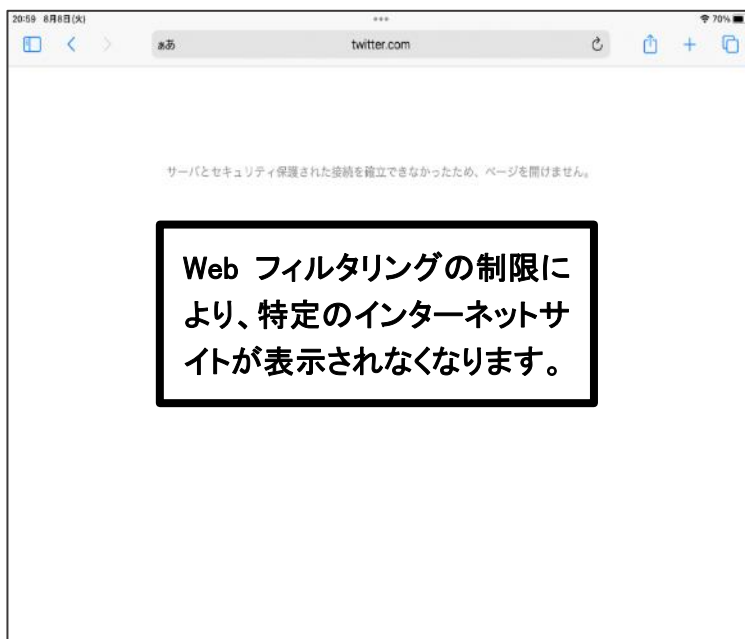 20:59 8月8日(火)
70%
ぁあ
twitter.com
サーバとセキュリティ保護された接続を確立できなかったため、ページを開けません。
Web フィルタリングの制限に
より、特定のインターネットサ
イトが表示されなくなります。